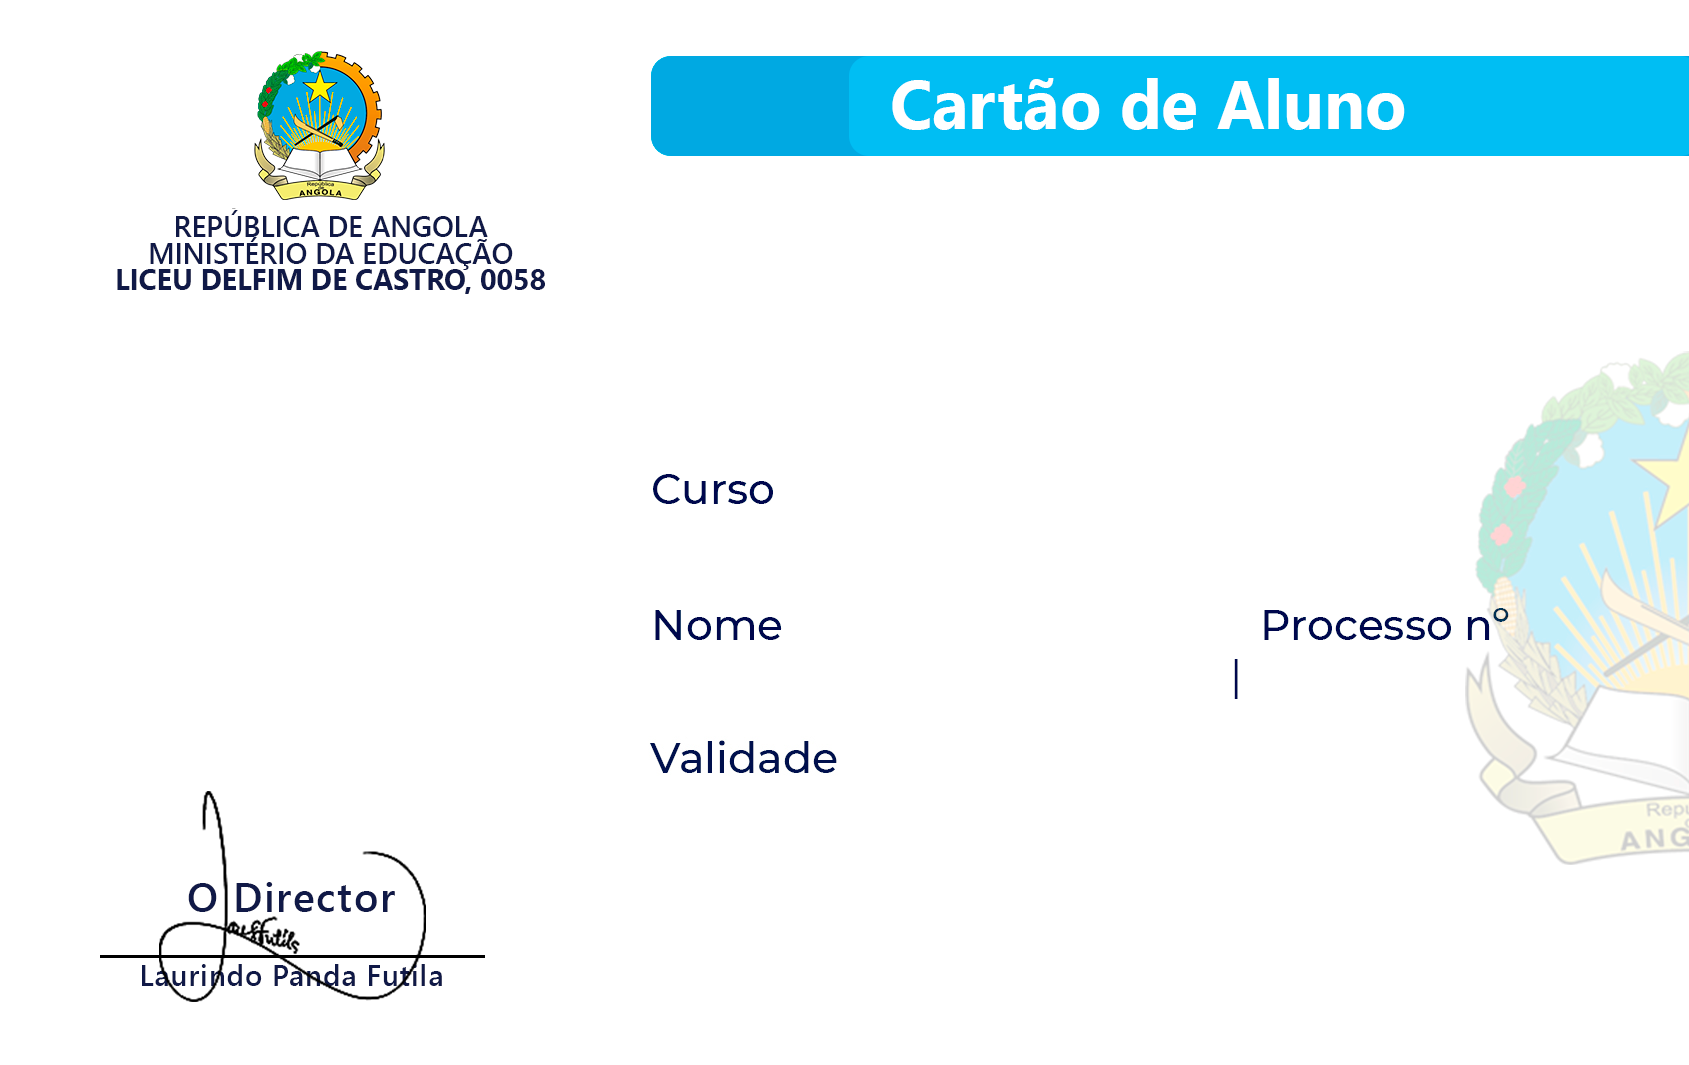 República
de
ANGOLA
REPÚBLICA DE ANGOLA
MINISTÉRIO DA EDUCAÇÃO
LICEU DELFIM DE CASTRO, 0058
Cartão de Aluno
Curso
Nome
Processo nº
|
Validade
O Director
Laurindo Panda Futila